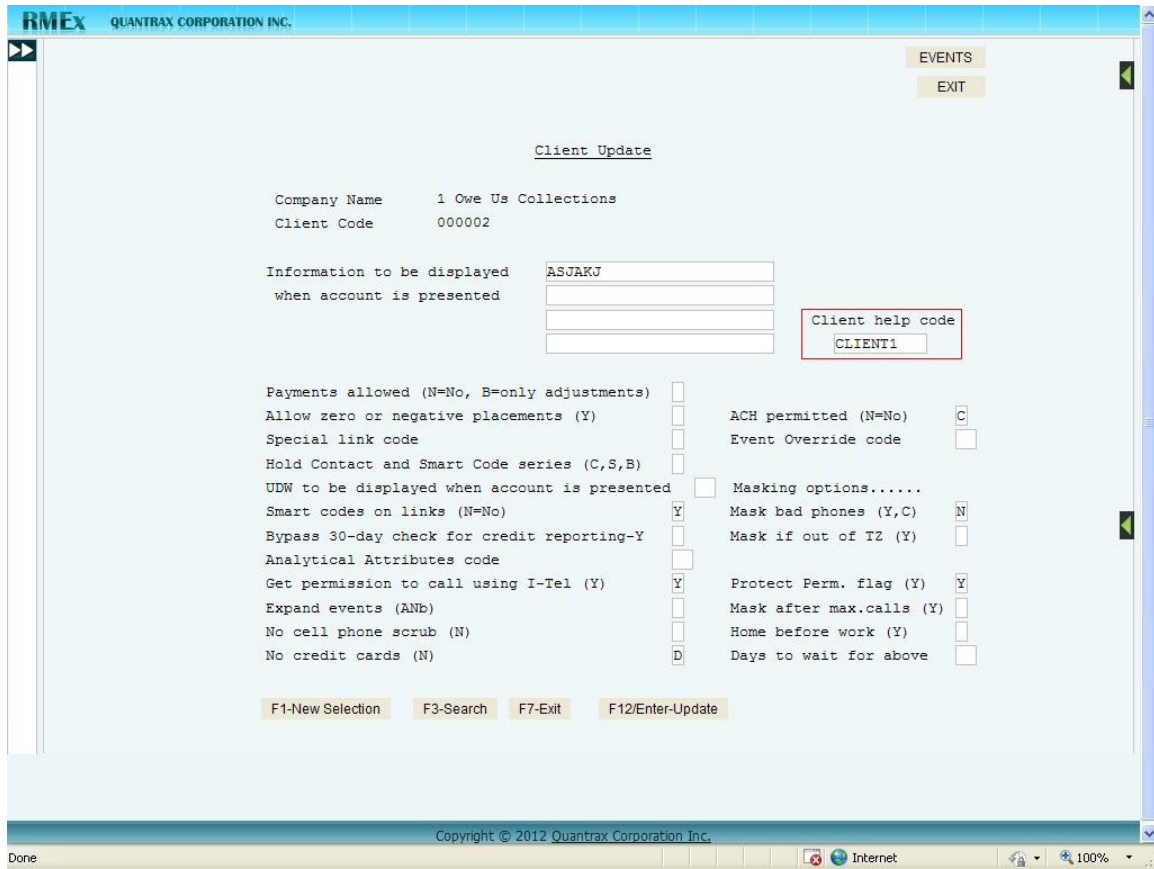 RMEx QUANTRAX CORPORATION INC.
EVENTS
EXIT
Client Update
Company Name 1 Owe Us Collections
Client Code 000002
Information to be displayed ASJAKJ
when account is presented
Client help code
CLIENT1
Payments allowed (N=No, B=only adjustments)
Allow zero or negative placements (Y) ACH permitted (N=No) C
Special link code Event Override code
Hold Contact and Smart Code series (C,S,B)
UDW to be displayed when account is presented Masking options......
Smart codes on links (N=No) Y Mask bad phones (Y,C) N
Bypass 30-day check for credit reporting-Y Mask if out of TZ (Y)
Analytical Attributes code
Get permission to call using I-Tel (Y) Y Protect Perm. flag (Y) Y
Expand events (ANb) Mask after max.calls (Y)
No cell phone scrub (N) Home before work (Y)
No credit cards (N) D Days to wait for above
F1-New Selection F3-Search F7-Exit F12/Enter-Update
Copyright © 2012 Quantrax Corporation Inc.
Done Internet 100%